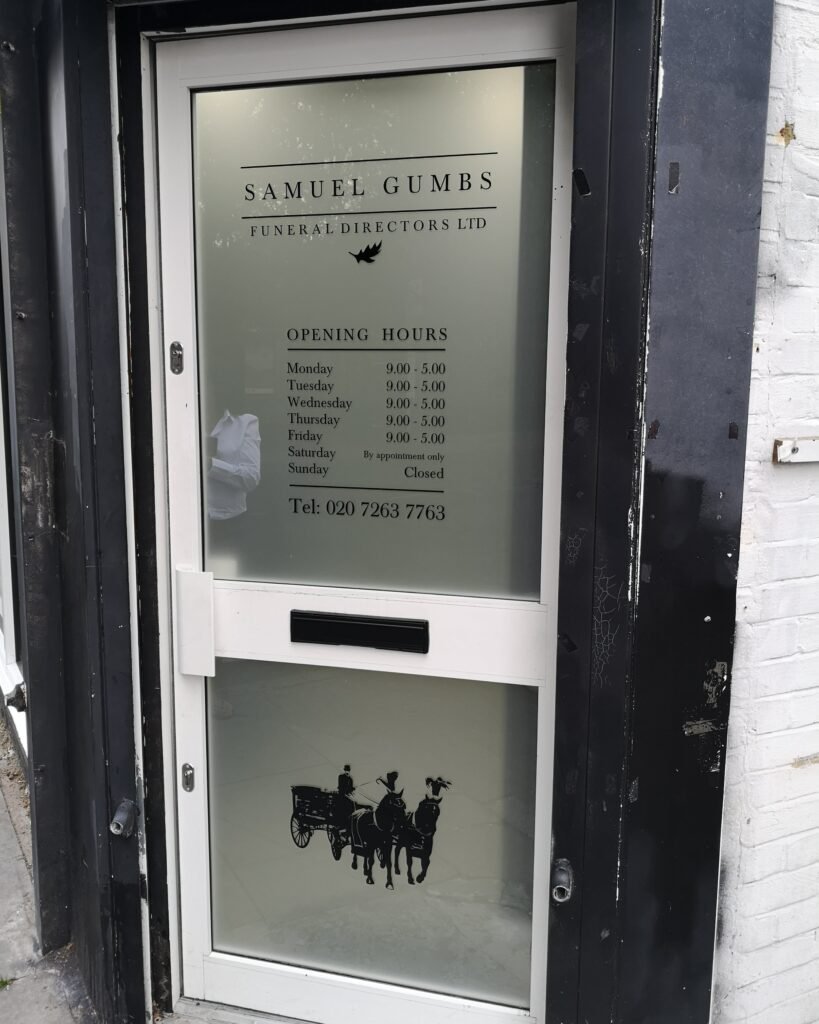 SAMUEL GUMBS
FUNERAL DIRECTORS LTD
OPENING HOURS
Monday 9.00 - 5.00
Tuesday 9.00 - 5.00
Wednesday 9.00 - 5.00
Thursday 9.00 - 5.00
Friday 9.00 - 5.00
Saturday By appointment only
Sunday Closed
Tel: 020 7263 7763